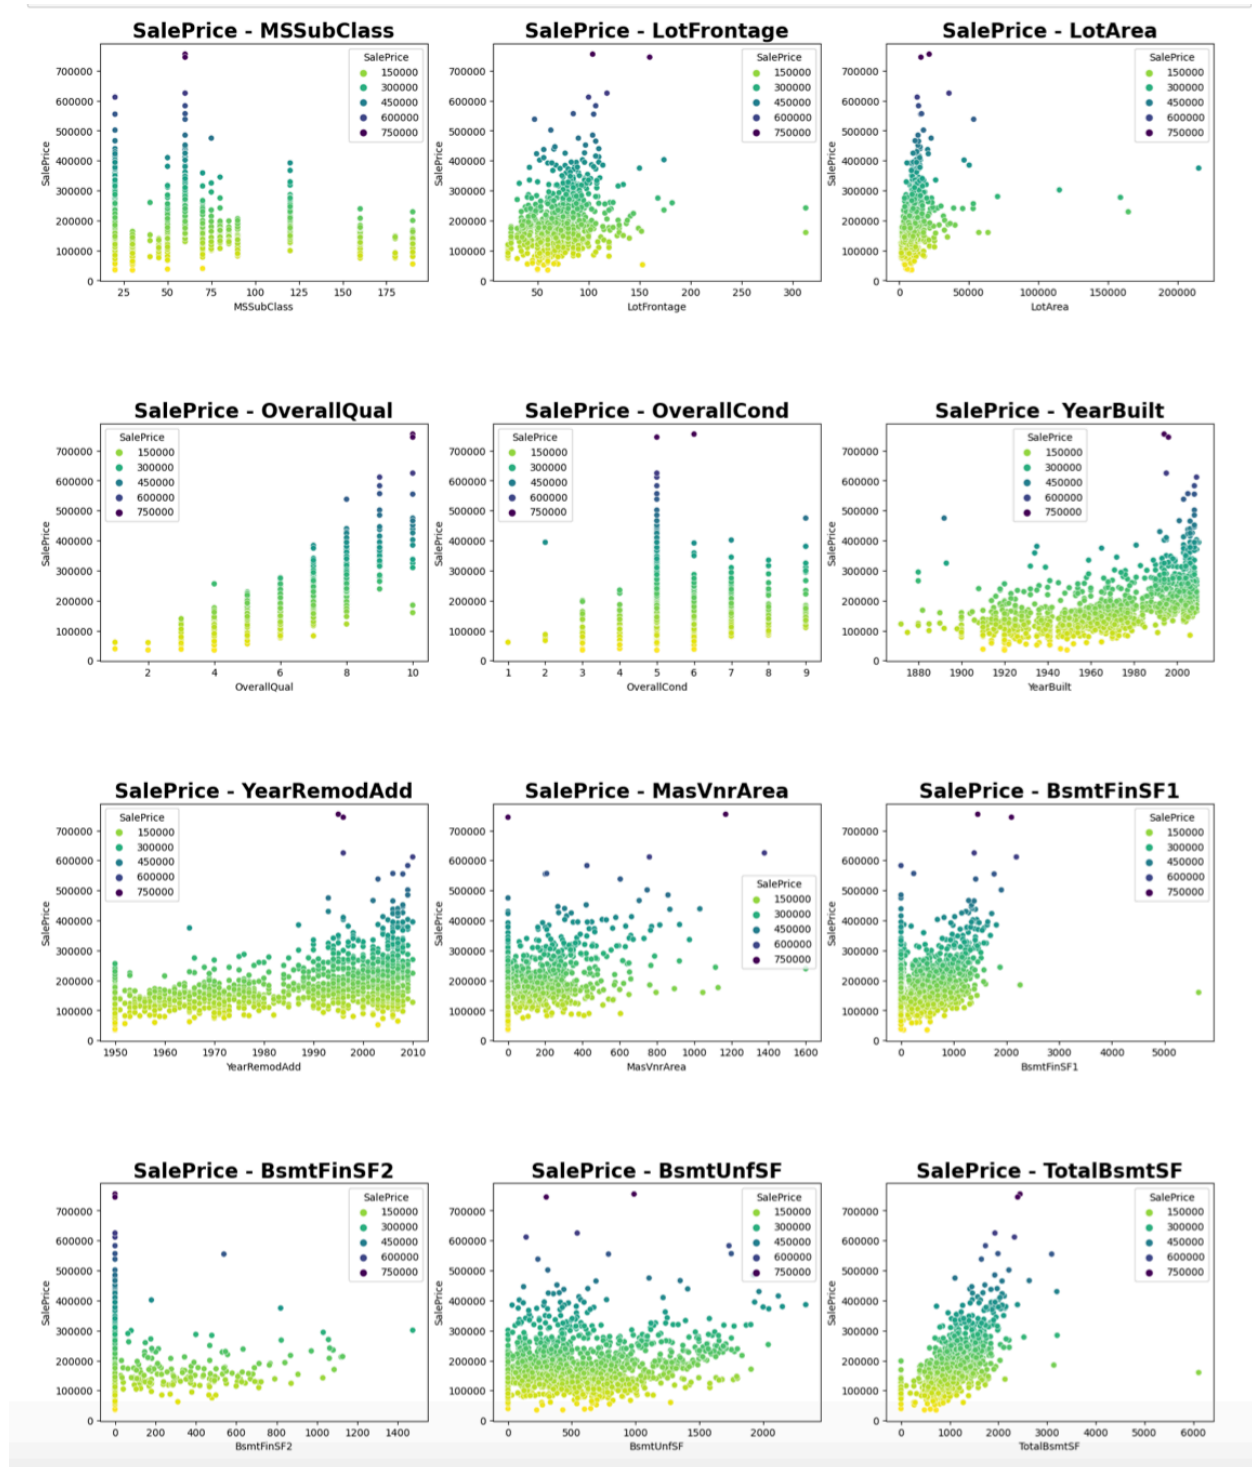 SalePrice - MSSubClass
SalePrice
150000
300000
450000
600000
750000
700000
600000
500000
400000
300000
200000
100000
0
SalePrice
25 50 75 100 125 150 175
MSSubClass
SalePrice - LotFrontage
SalePrice
150000
300000
450000
600000
750000
700000
600000
500000
400000
300000
200000
100000
0
SalePrice
50 100 150 200 250 300
LotFrontage
SalePrice - LotArea
SalePrice
150000
300000
450000
600000
750000
700000
600000
500000
400000
300000
200000
100000
0
SalePrice
0 50000 100000 150000 200000
LotArea
SalePrice - OverallQual
SalePrice
150000
300000
450000
600000
750000
700000
600000
500000
400000
300000
200000
100000
0
SalePrice
2 4 6 8 10
OverallQual
SalePrice - OverallCond
SalePrice
150000
300000
450000
600000
750000
700000
600000
500000
400000
300000
200000
100000
0
SalePrice
1 2 3 4 5 6 7 8 9
OverallCond
SalePrice - YearBuilt
SalePrice
150000
300000
450000
600000
750000
700000
600000
500000
400000
300000
200000
100000
0
SalePrice
1880 1900 1920 1940 1960 1980 2000
YearBuilt
SalePrice - YearRemodAdd
SalePrice
150000
300000
450000
600000
750000
700000
600000
500000
400000
300000
200000
100000
0
SalePrice
1950 1960 1970 1980 1990 2000 2010
YearRemodAdd
SalePrice - MasVnrArea
SalePrice
150000
300000
450000
600000
750000
700000
600000
500000
400000
300000
200000
100000
0
SalePrice
0 200 400 600 800 1000 1200 1400 1600
MasVnrArea
SalePrice - BsmtFinSF1
SalePrice
150000
300000
450000
600000
750000
700000
600000
500000
400000
300000
200000
100000
0
SalePrice
0 1000 2000 3000 4000 5000
BsmtFinSF1
SalePrice - BsmtFinSF2
SalePrice
150000
300000
450000
600000
750000
700000
600000
500000
400000
300000
200000
100000
0
SalePrice
0 200 400 600 800 1000 1200 1400
BsmtFinSF2
SalePrice - BsmtUnfSF
SalePrice
150000
300000
450000
600000
750000
700000
600000
500000
400000
300000
200000
100000
0
SalePrice
0 500 1000 1500 2000
BsmtUnfSF
SalePrice - TotalBsmtSF
SalePrice
150000
300000
450000
600000
750000
700000
600000
500000
400000
300000
200000
100000
0
SalePrice
0 1000 2000 3000 4000 5000 6000
TotalBsmtSF